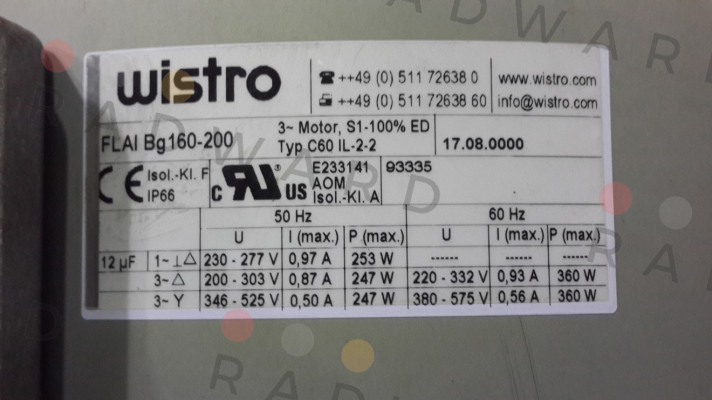 wistro
☎ ++49 (0) 511 72638 0 www.wistro.com
++49 (0) 511 72638 60 info@wistro.com
FLAI Bg160-200 3~ Motor, S1-100% ED
Typ C60 IL-2-2 17.08.0000
CE Isol.-Kl. F
IP66
c RU ® US
E233141 93335
AOM
Isol.-Kl. A
50 Hz 60 Hz
U I (max.) P (max.) U I (max.) P (max.)
12 µF 1~ ⊥ △ 230 - 277 V 0,97 A 253 W ------ ------ ------
3~ △ 200 - 303 V 0,87 A 247 W 220 - 332 V 0,93 A 360 W
3~ Y 346 - 525 V 0,50 A 247 W 380 - 575 V 0,56 A 360 W
RADWARD
RADWARD